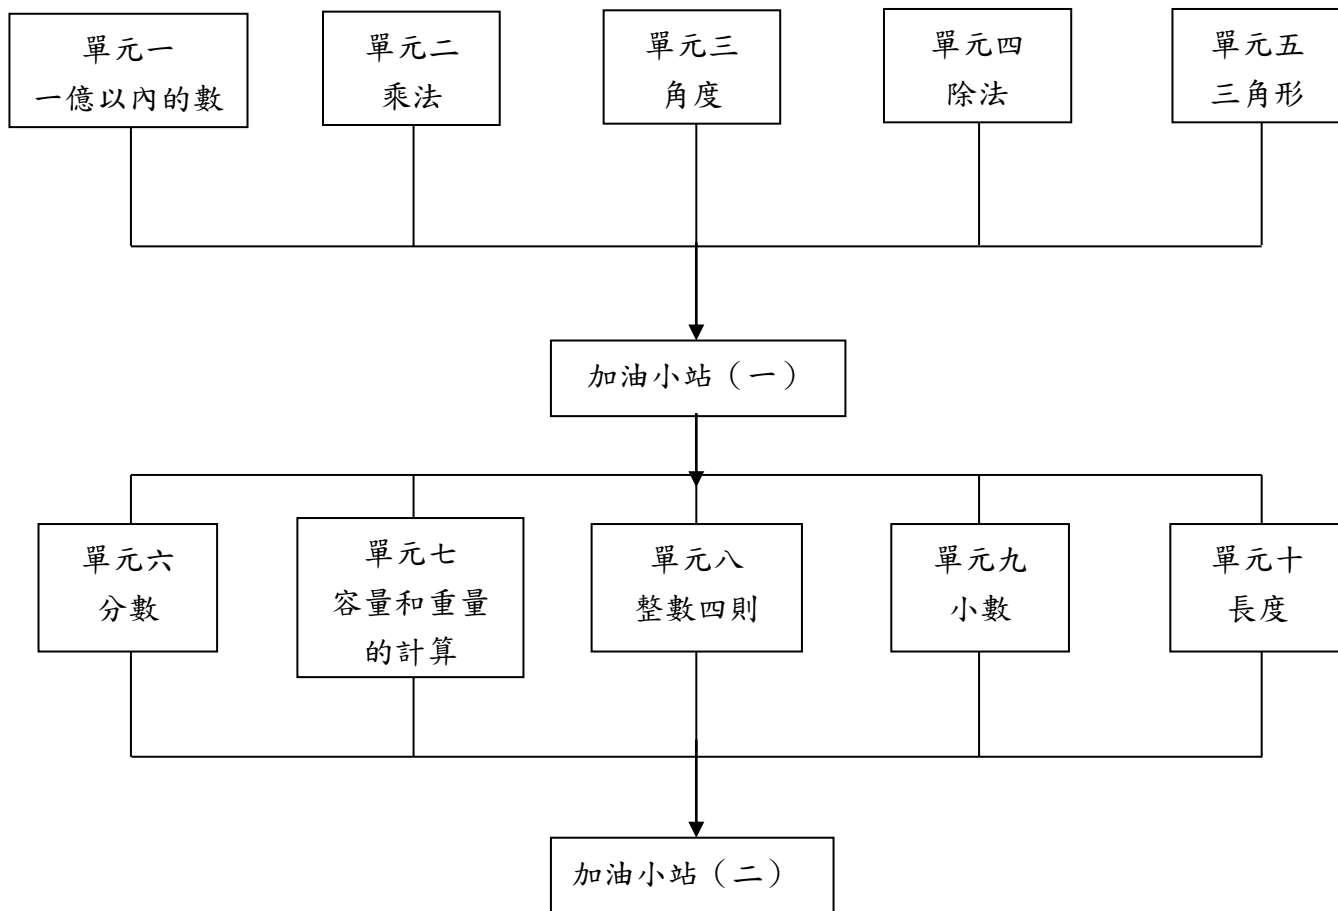 單元一
一億以內的數
單元二
乘法
單元三
角度
單元四
除法
單元五
三角形
加油小站（一）
單元六
分數
單元七
容量和重量
的計算
單元八
整數四則
單元九
小數
單元十
長度
加油小站（二）